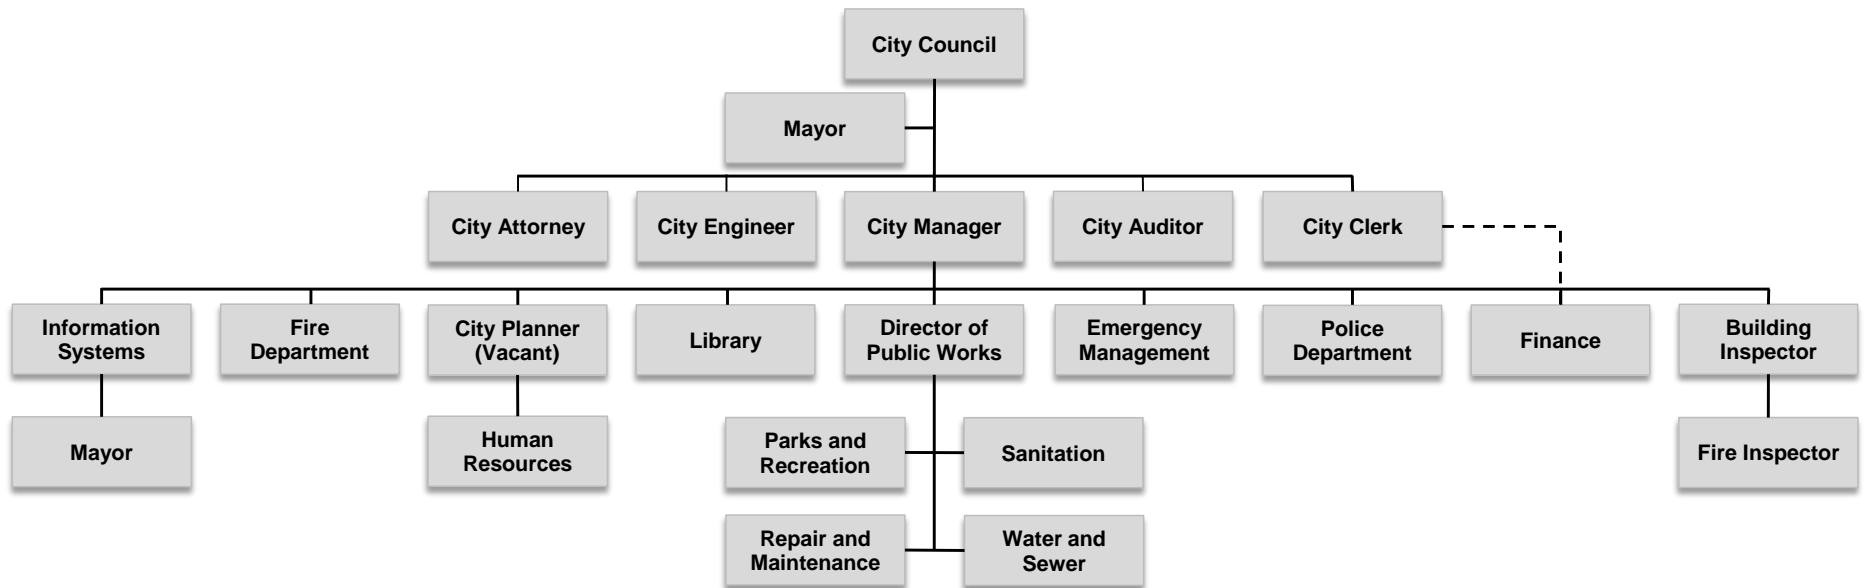 City Council
Mayor
City Attorney
City Engineer
City Manager
City Auditor
City Clerk
Information
Systems
Fire
Department
City Planner
(Vacant)
Library
Director of
Public Works
Emergency
Management
Police
Department
Finance
Building
Inspector
Mayor
Human
Resources
Parks and
Recreation
Sanitation
Fire Inspector
Repair and
Maintenance
Water and
Sewer